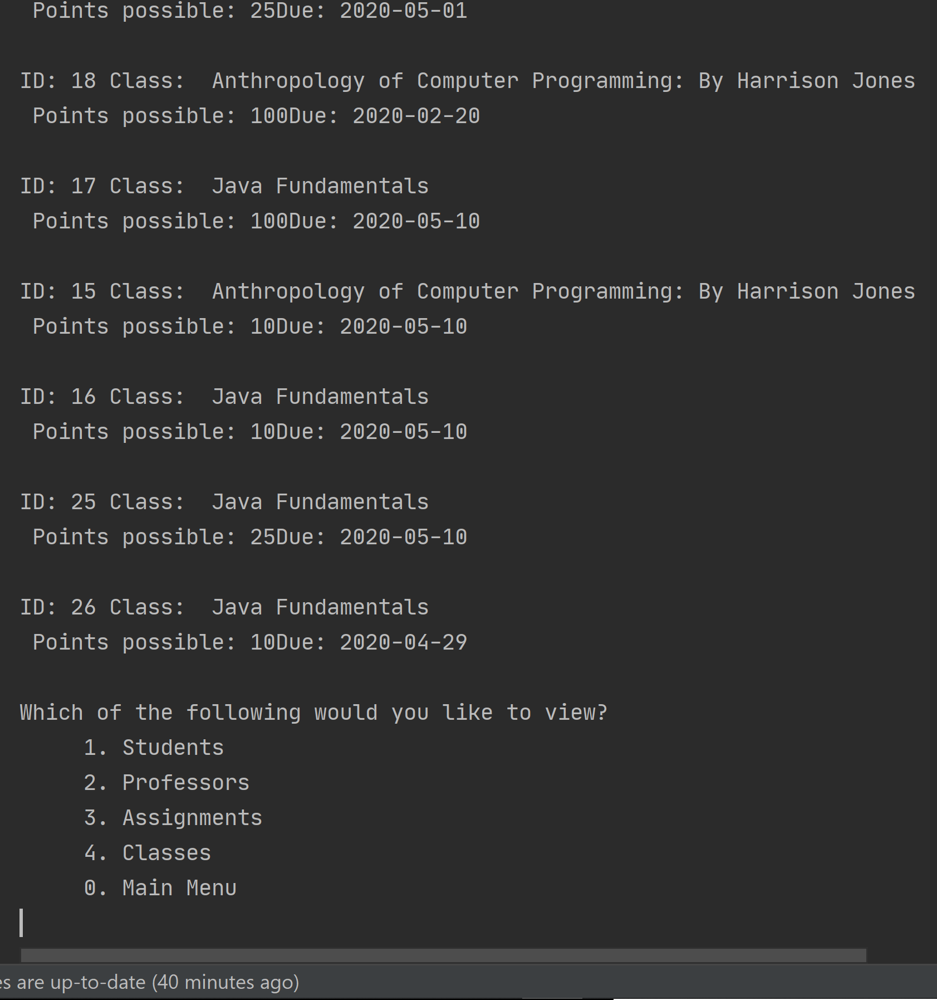 Points possible: 25Due: 2020-05-01
ID: 18 Class:  Anthropology of Computer Programming: By Harrison Jones
Points possible: 100Due: 2020-02-20
ID: 17 Class:  Java Fundamentals
Points possible: 100Due: 2020-05-10
ID: 15 Class:  Anthropology of Computer Programming: By Harrison Jones
Points possible: 10Due: 2020-05-10
ID: 16 Class:  Java Fundamentals
Points possible: 10Due: 2020-05-10
ID: 25 Class:  Java Fundamentals
Points possible: 25Due: 2020-05-10
ID: 26 Class:  Java Fundamentals
Points possible: 10Due: 2020-04-29
Which of the following would you like to view?
1. Students
2. Professors
3. Assignments
4. Classes
0. Main Menu
are up-to-date (40 minutes ago)